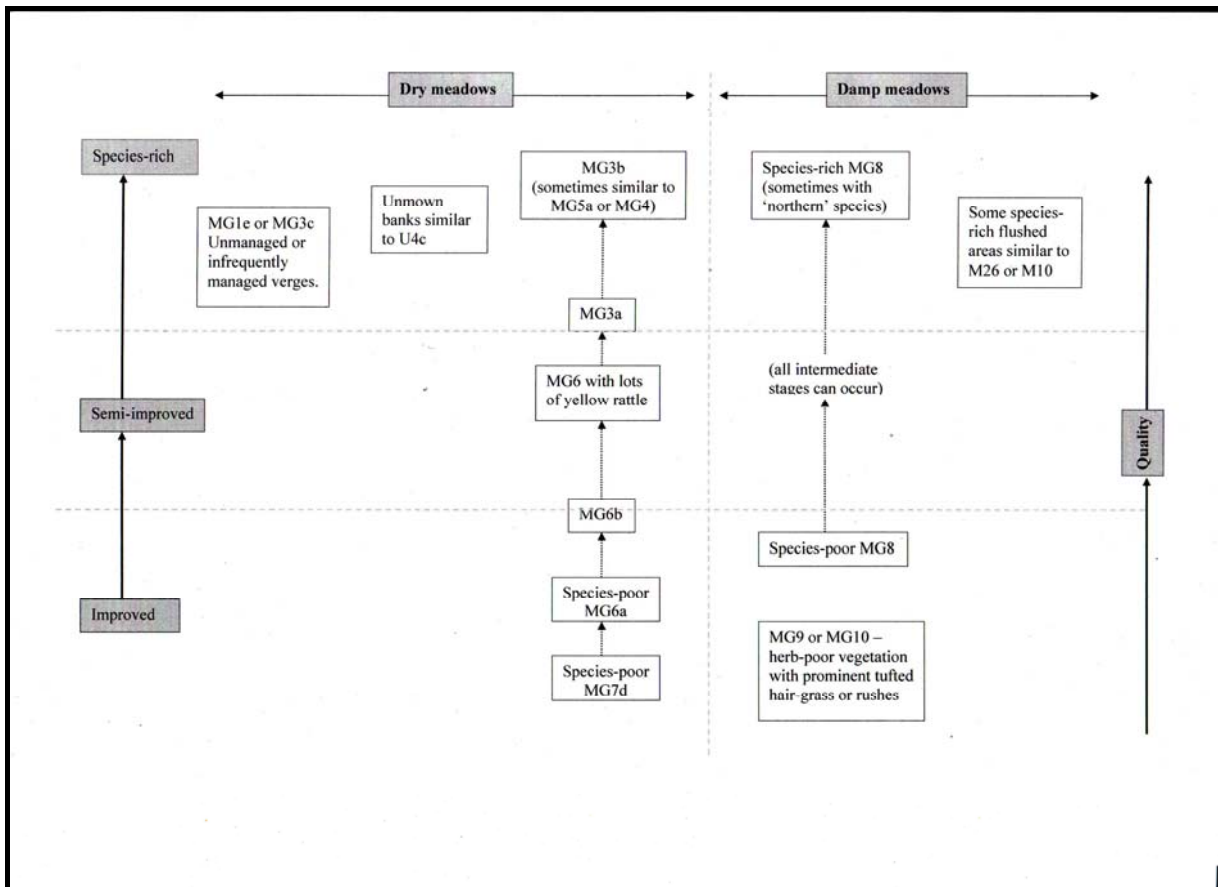 Dry meadows
Damp meadows
Species-rich
MG1e or MG3c
Unmanaged or
infrequently
managed verges.
Unmown
banks similar
to U4c
MG3b
(sometimes similar to
MG5a or MG4)
Species-rich MG8
(sometimes with
‘northern’ species)
Some species-
rich flushed
areas similar to
M26 or M10
MG3a
MG6 with lots
of yellow rattle
(all intermediate
stages can occur)
Semi-improved
Quality
MG6b
Species-poor MG8
Species-poor
MG6a
Improved
Species-poor
MG7d
MG9 or MG10 –
herb-poor vegetation
with prominent tufted
hair-grass or rushes